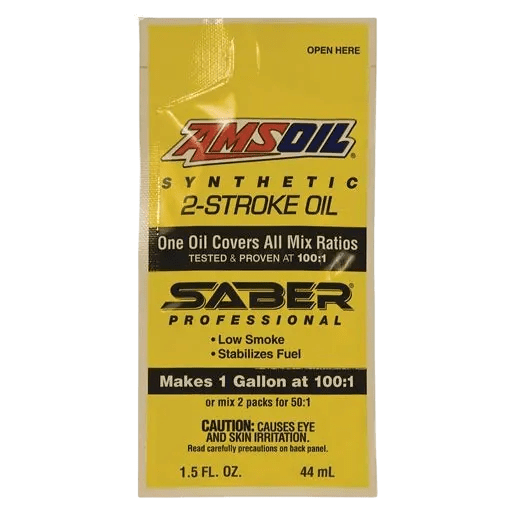 OPEN HERE
AMSOIL®
SYNTHETIC
2-STROKE OIL
One Oil Covers All Mix Ratios
TESTED & PROVEN AT 100:1
SABER®
PROFESSIONAL
• Low Smoke
• Stabilizes Fuel
Makes 1 Gallon at 100:1
or mix 2 packs for 50:1
CAUTION: CAUSES EYE
AND SKIN IRRITATION.
Read carefully precautions on back panel.
1.5 FL. OZ. 44 mL